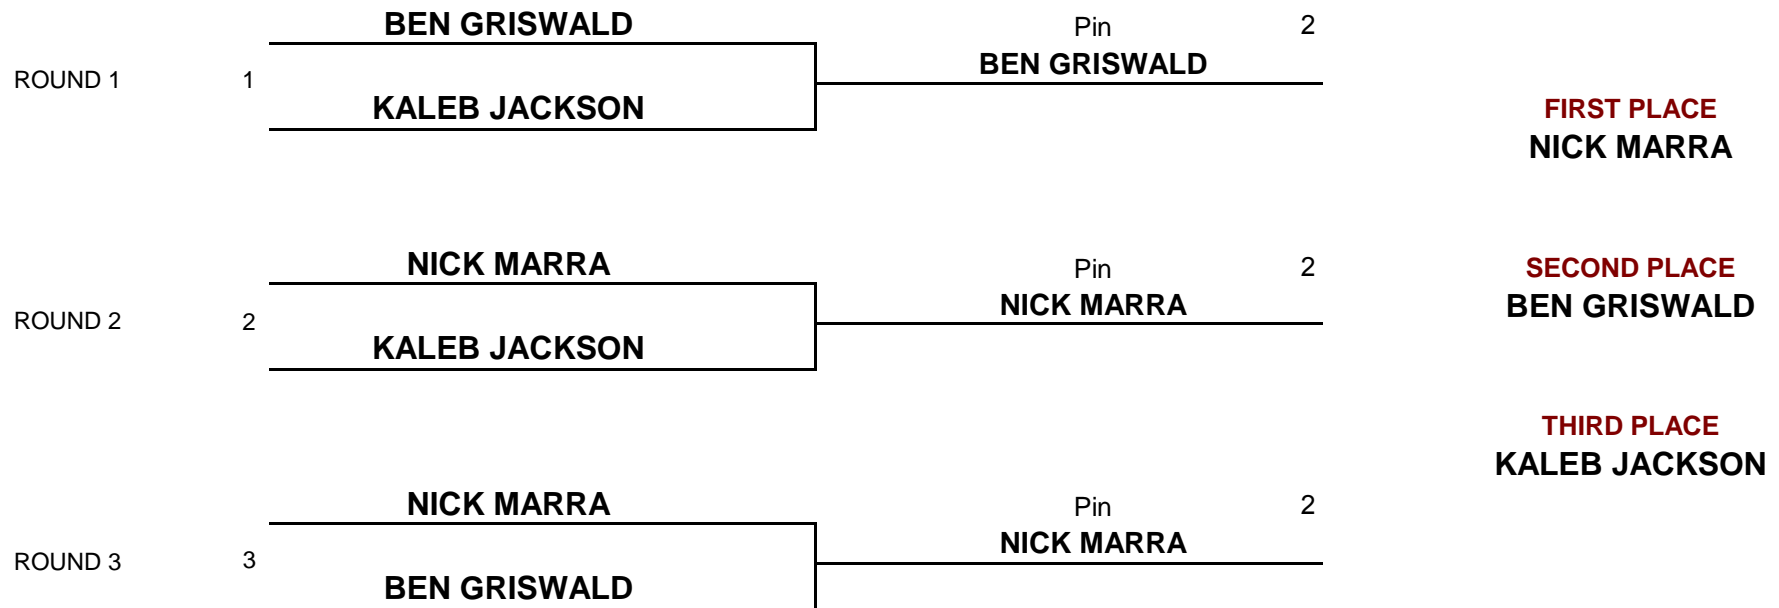 BEN GRISWALD
Pin 2
BEN GRISWALD
ROUND 1 1
KALEB JACKSON
FIRST PLACE
NICK MARRA
NICK MARRA
Pin 2
SECOND PLACE
NICK MARRA
BEN GRISWALD
ROUND 2 2
KALEB JACKSON
THIRD PLACE
KALEB JACKSON
NICK MARRA
Pin 2
NICK MARRA
ROUND 3 3
BEN GRISWALD